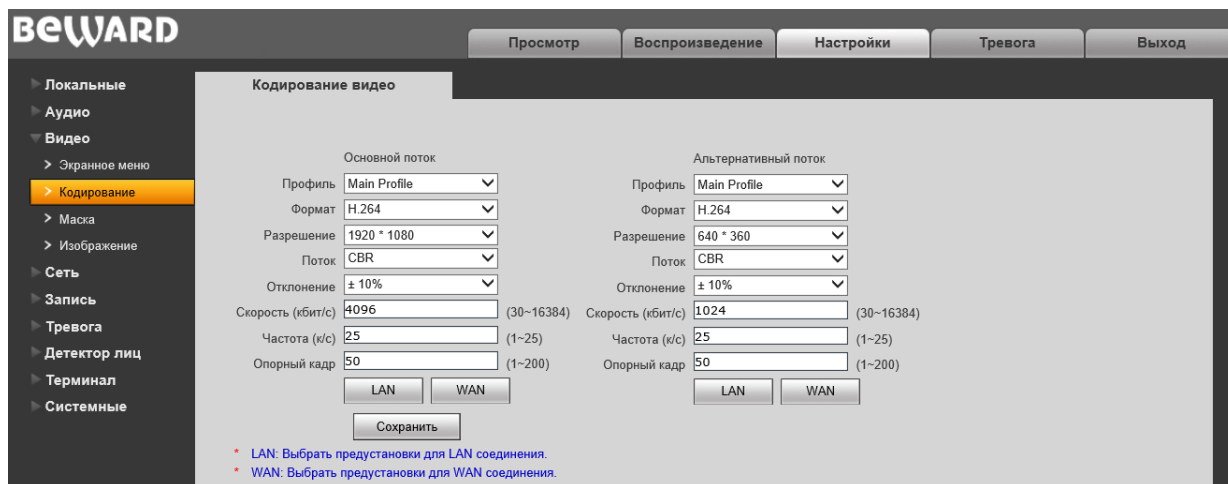 BEWARD
Просмотр Воспроизведение Настройки Тревога Выход
Локальные
Аудио
Видео
Экранное меню
Кодирование
Маска
Изображение
Сеть
Запись
Тревога
Детектор лиц
Терминал
Системные
Кодирование видео
Основной поток
Профиль Main Profile
Формат H.264
Разрешение 1920 * 1080
Поток CBR
Отклонение ± 10%
Скорость (кбит/с) 4096 (30~16384)
Частота (к/с) 25 (1~25)
Опорный кадр 50 (1~200)
LAN WAN
Альтернативный поток
Профиль Main Profile
Формат H.264
Разрешение 640 * 360
Поток CBR
Отклонение ± 10%
Скорость (кбит/с) 1024 (30~16384)
Частота (к/с) 25 (1~25)
Опорный кадр 50 (1~200)
LAN WAN
Сохранить
* LAN: Выбрать предустановки для LAN соединения.
* WAN: Выбрать предустановки для WAN соединения.